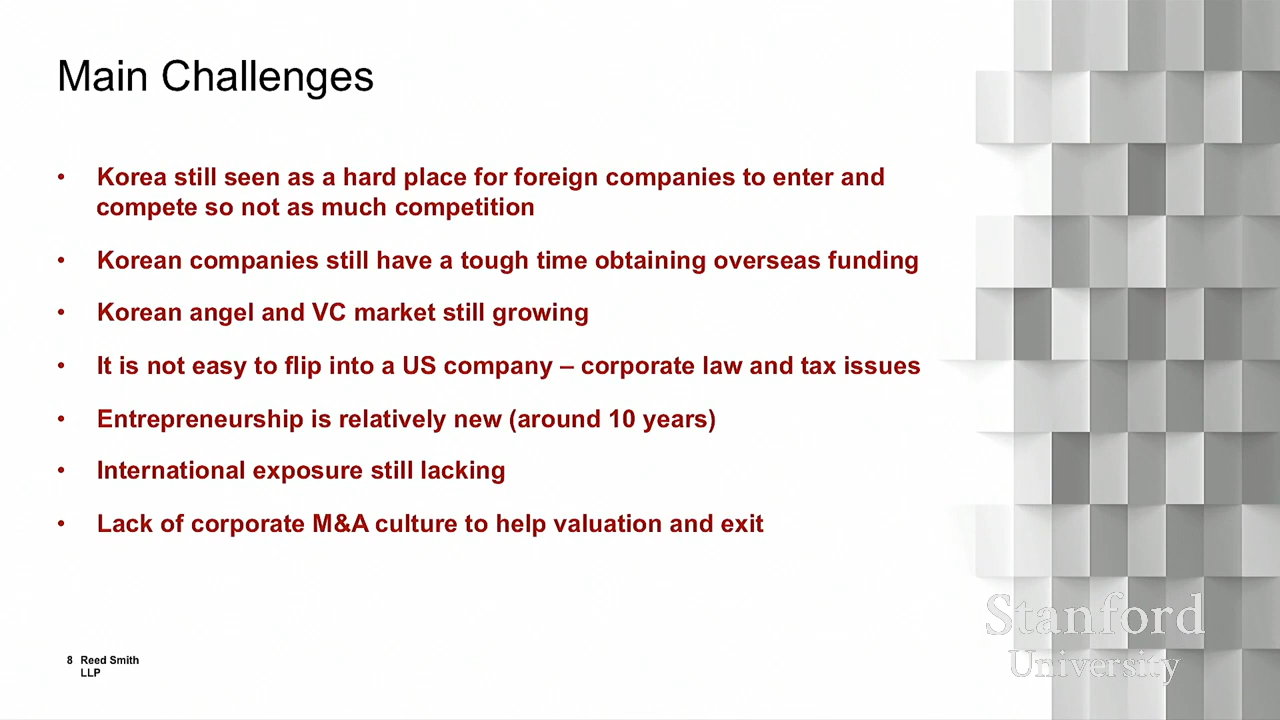 Main Challenges
• Korea still seen as a hard place for foreign companies to enter and
compete so not as much competition
• Korean companies still have a tough time obtaining overseas funding
• Korean angel and VC market still growing
• It is not easy to flip into a US company – corporate law and tax issues
• Entrepreneurship is relatively new (around 10 years)
• International exposure still lacking
• Lack of corporate M&A culture to help valuation and exit
8 Reed Smith
LLP
Stanford
University